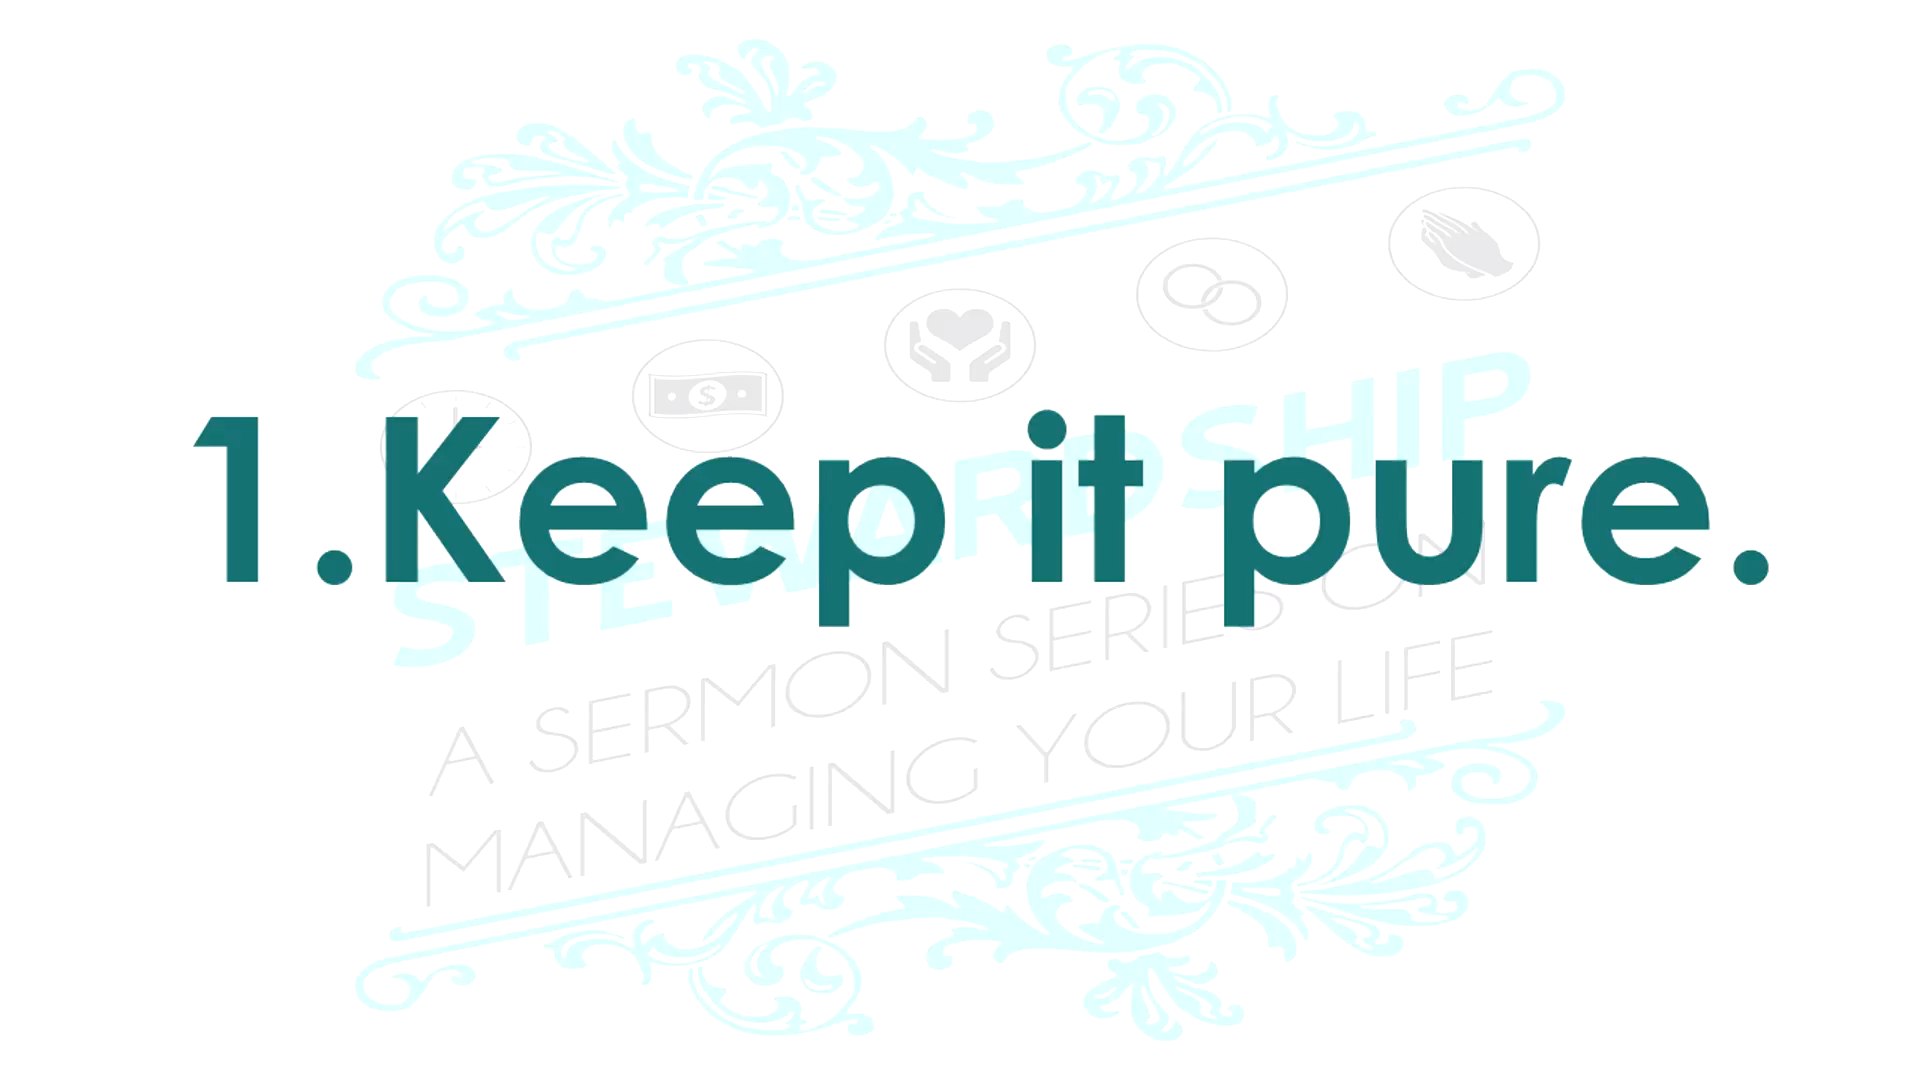 1.Keep it pure.
STEWARDSHIP
A SERMON SERIES ON
MANAGING YOUR LIFE
$